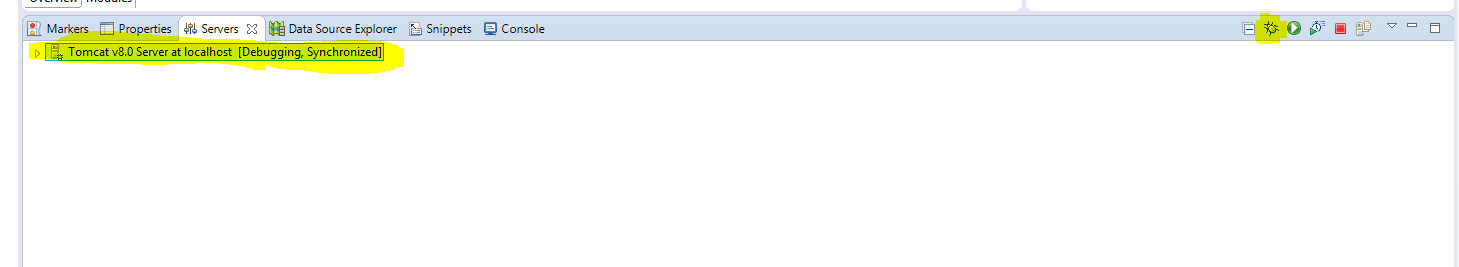 Overview Modules
Markers Properties Servers Data Source Explorer Snippets Console
Tomcat v8.0 Server at localhost [Debugging, Synchronized]